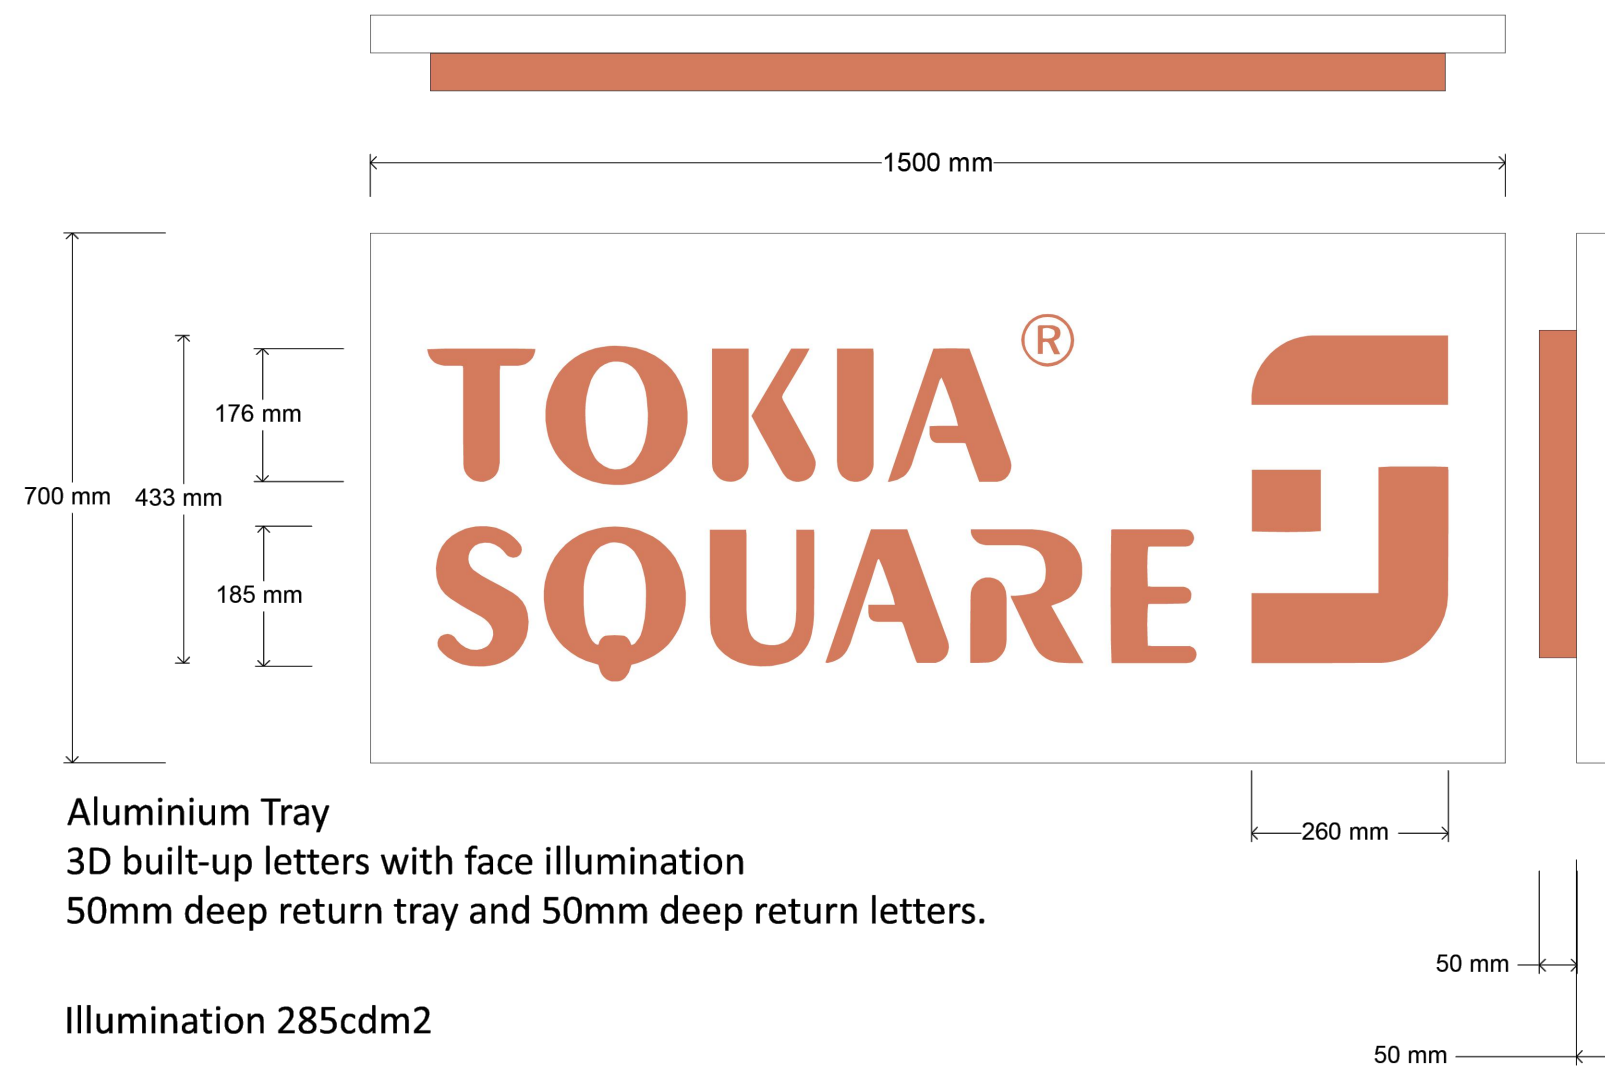 1500 mm
TOKIA®
176 mm
700 mm
433 mm
SQUARE
185 mm
Aluminium Tray
260 mm
3D built-up letters with face illumination
50mm deep return tray and 50mm deep return letters.
50 mm
Illumination 285cdm2
50 mm